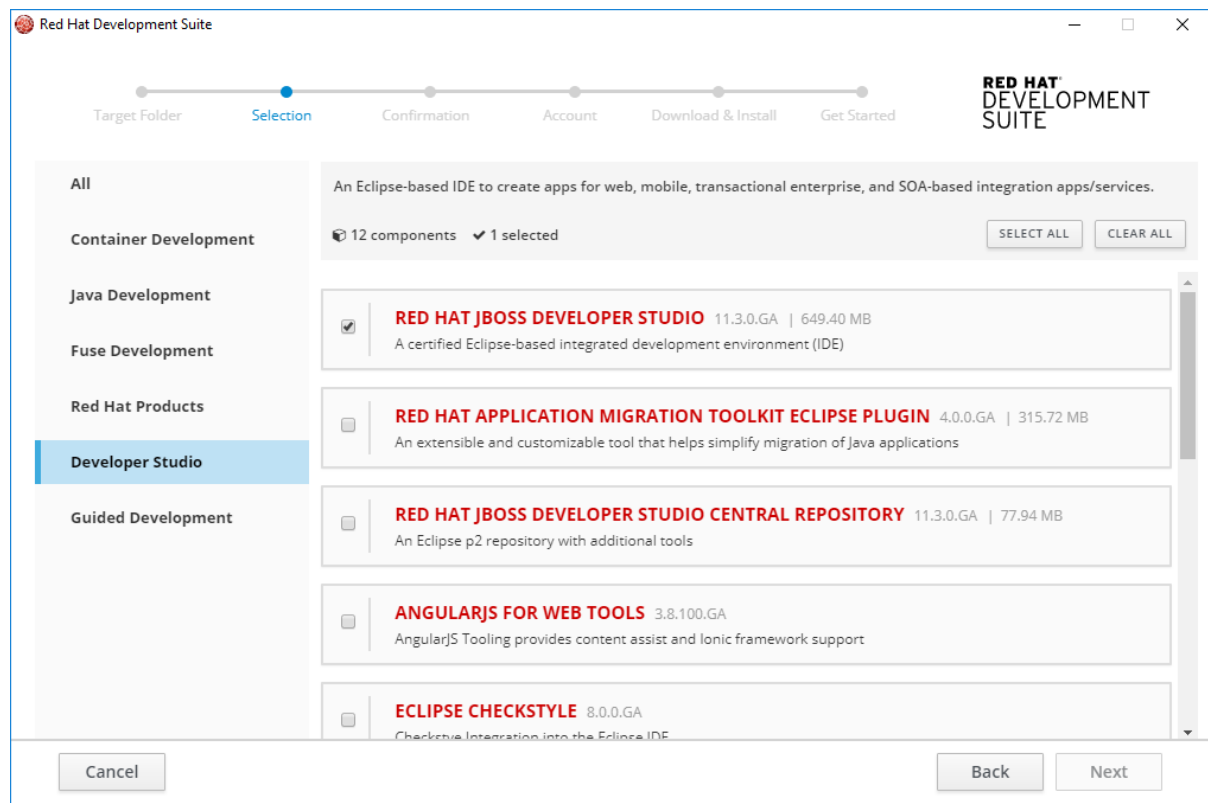 Red Hat Development Suite
Target Folder
Selection
Confirmation
Account
Download & Install
Get Started
RED HAT
DEVELOPMENT
SUITE
All
Container Development
Java Development
Fuse Development
Red Hat Products
Developer Studio
Guided Development
An Eclipse-based IDE to create apps for web, mobile, transactional enterprise, and SOA-based integration apps/services.
12 components 1 selected
SELECT ALL
CLEAR ALL
RED HAT JBOSS DEVELOPER STUDIO 11.3.0.GA | 649.40 MB
A certified Eclipse-based integrated development environment (IDE)
RED HAT APPLICATION MIGRATION TOOLKIT ECLIPSE PLUGIN 4.0.0.GA | 315.72 MB
An extensible and customizable tool that helps simplify migration of Java applications
RED HAT JBOSS DEVELOPER STUDIO CENTRAL REPOSITORY 11.3.0.GA | 77.94 MB
An Eclipse p2 repository with additional tools
ANGULARJS FOR WEB TOOLS 3.8.100.GA
AngularJS Tooling provides content assist and Ionic framework support
ECLIPSE CHECKSTYLE 8.0.0.GA
Checkstye Integration into the Eclipse IDE
Cancel
Back
Next